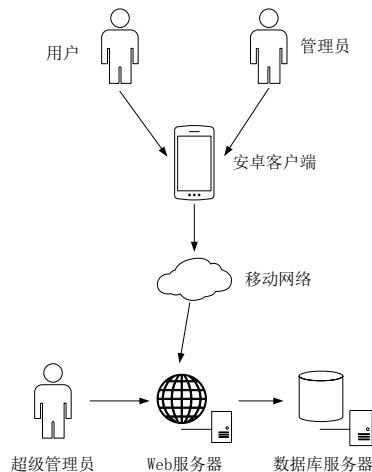 用户
管理员
安卓客户端
移动网络
超级管理员
Web服务器
数据库服务器